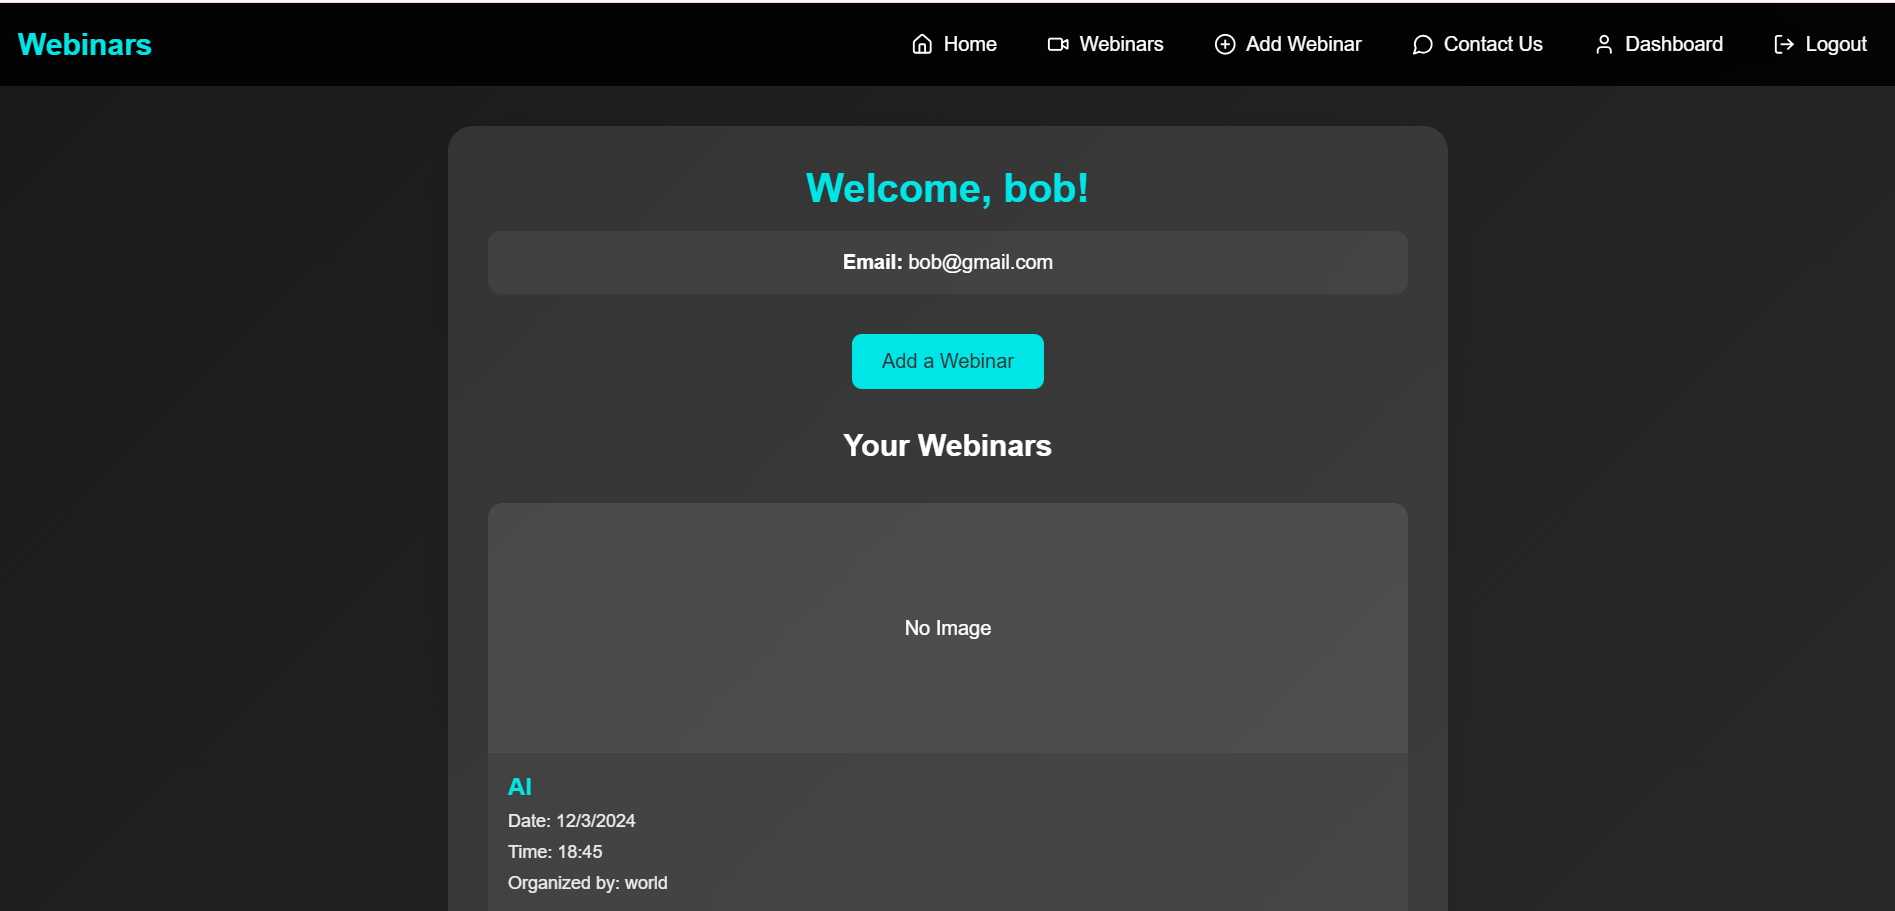 Webinars
Home Webinars Add Webinar Contact Us Dashboard Logout
Welcome, bob!
Email: bob@gmail.com
Add a Webinar
Your Webinars
No Image
AI
Date: 12/3/2024
Time: 18:45
Organized by: world